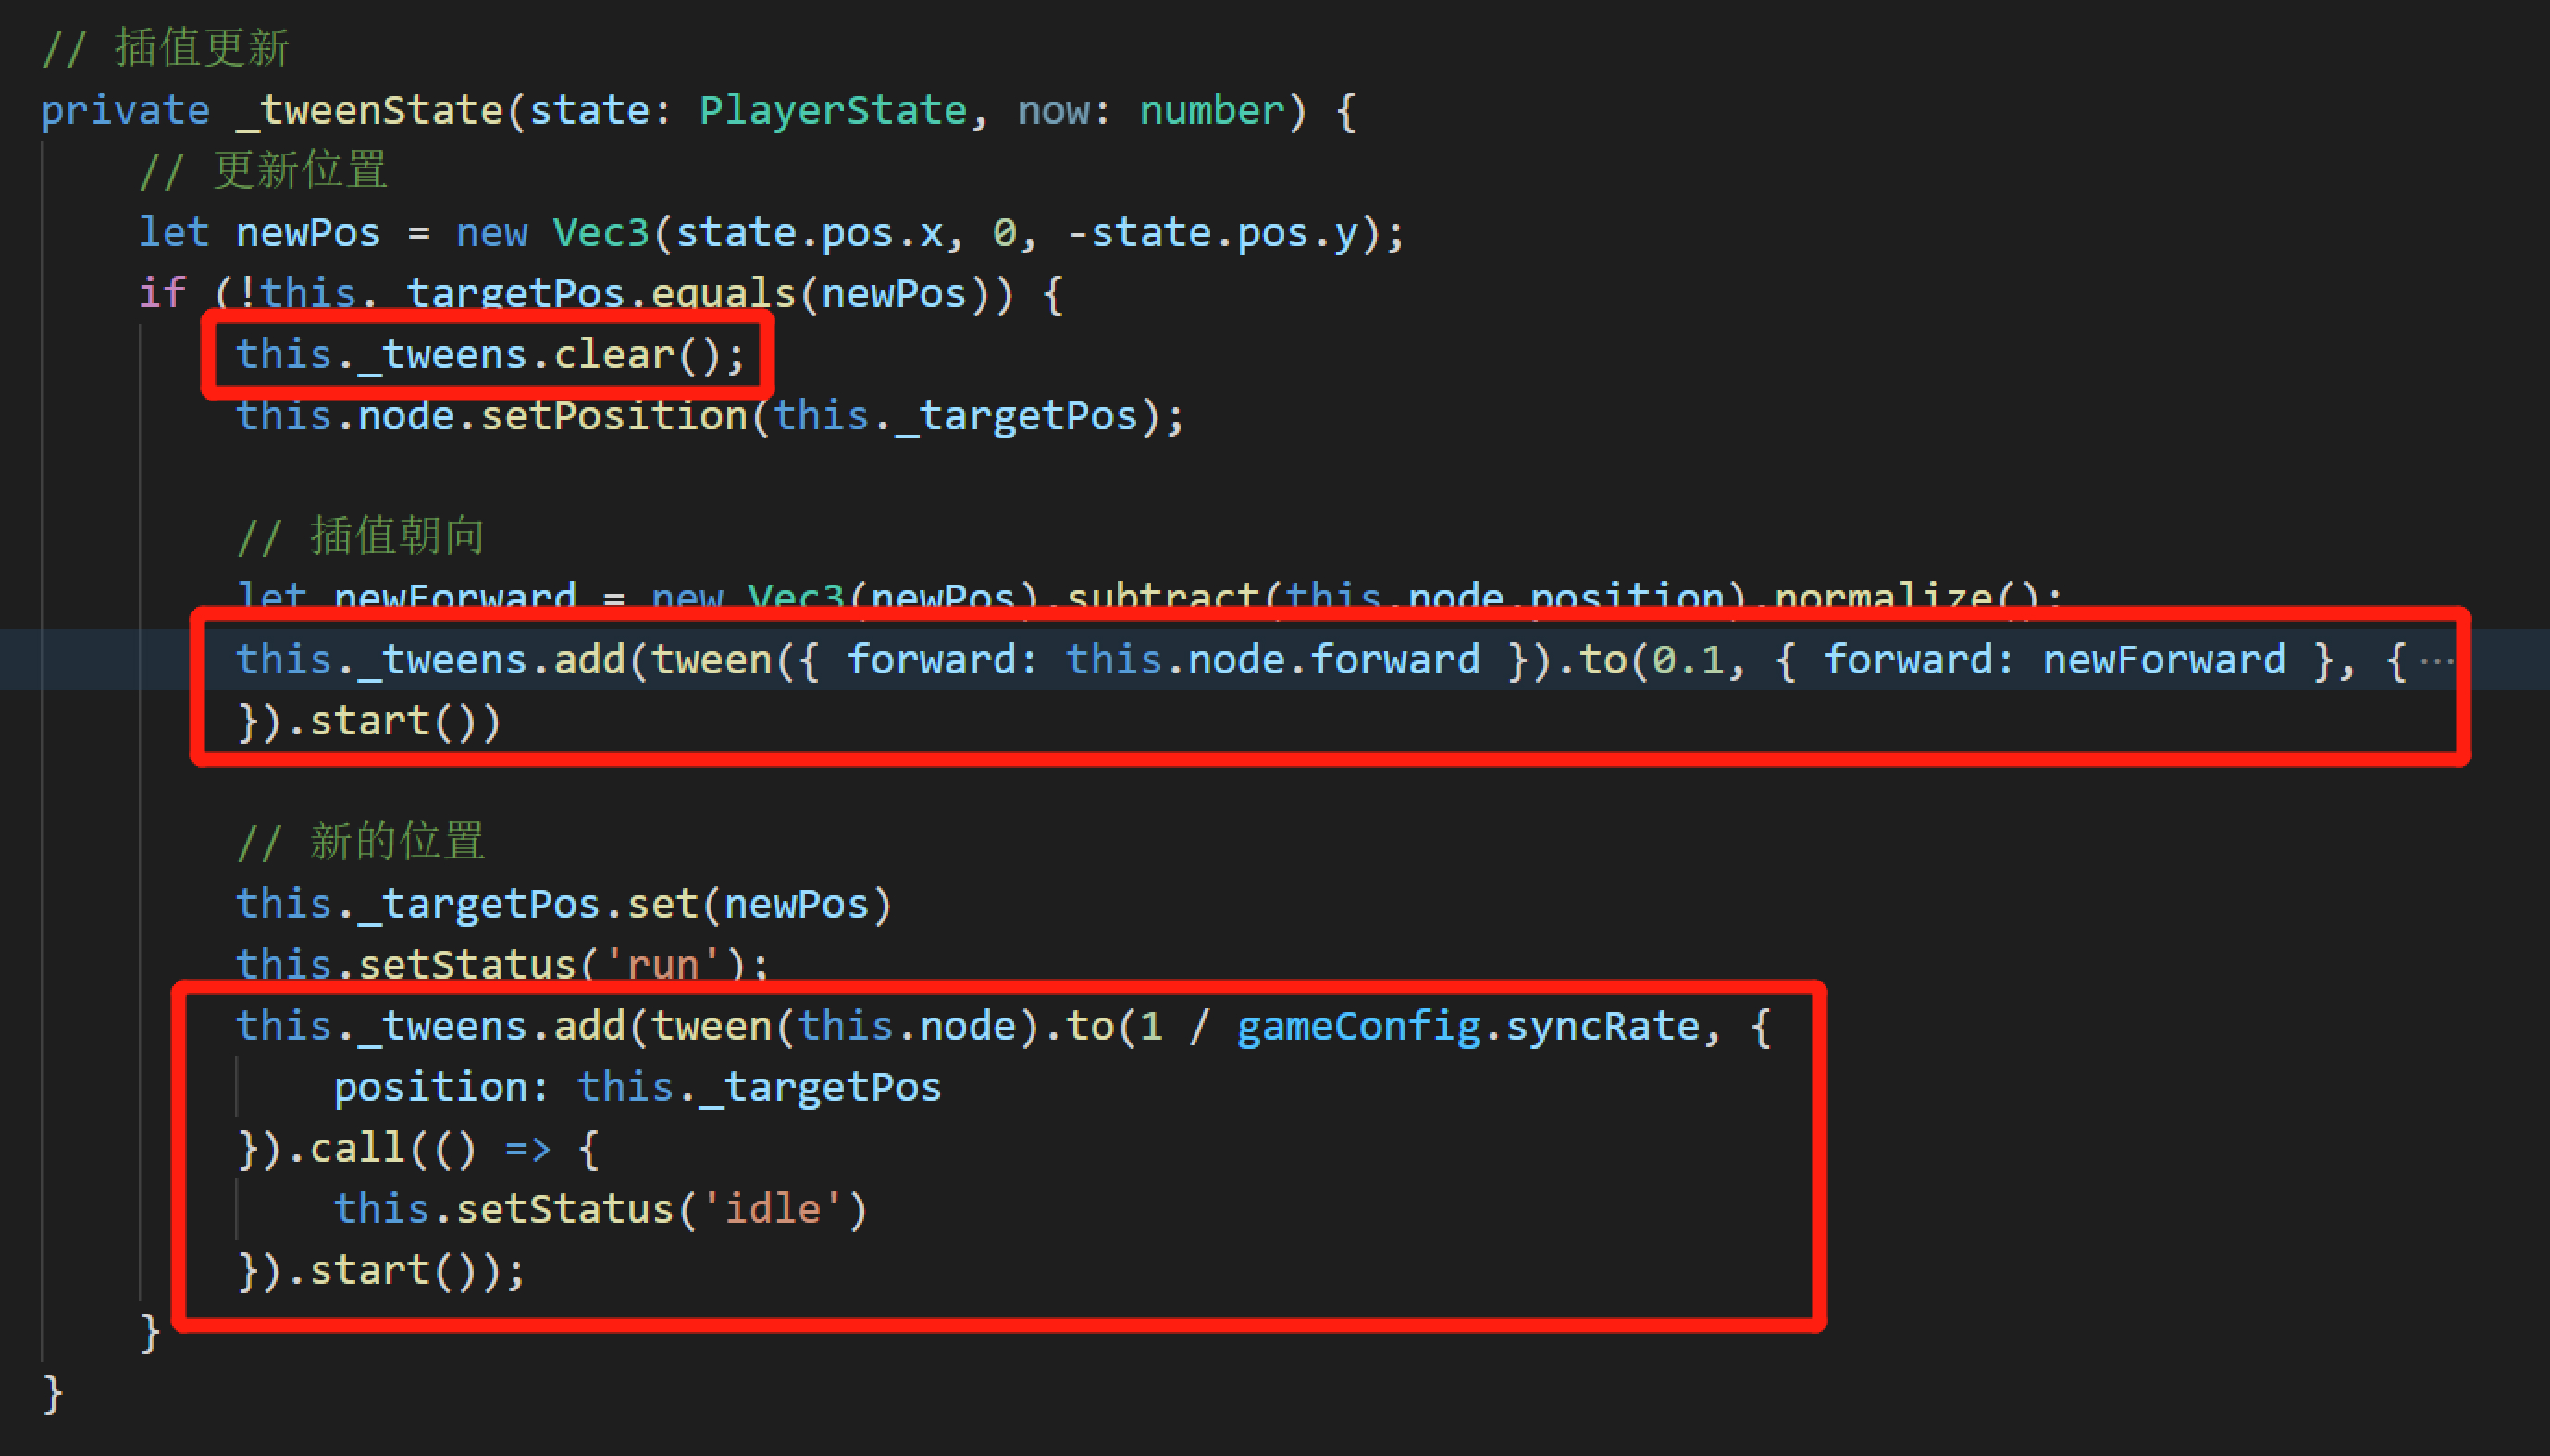 // 插值更新
private _tweenState(state: PlayerState, now: number) {
// 更新位置
let newPos = new Vec3(state.pos.x, 0, -state.pos.y);
if (!this._targetPos.equals(newPos)) {
this._tweens.clear();
this.node.setPosition(this._targetPos);
// 插值朝向
let newForward = new Vec3(newPos).subtract(this.node.position).normalize();
this._tweens.add(tween({ forward: this.node.forward }).to(0.1, { forward: newForward }, {···
}).start())
// 新的位置
this._targetPos.set(newPos)
this.setStatus('run');
this._tweens.add(tween(this.node).to(1 / gameConfig.syncRate, {
position: this._targetPos
}).call(() => {
this.setStatus('idle')
}).start());
}
}